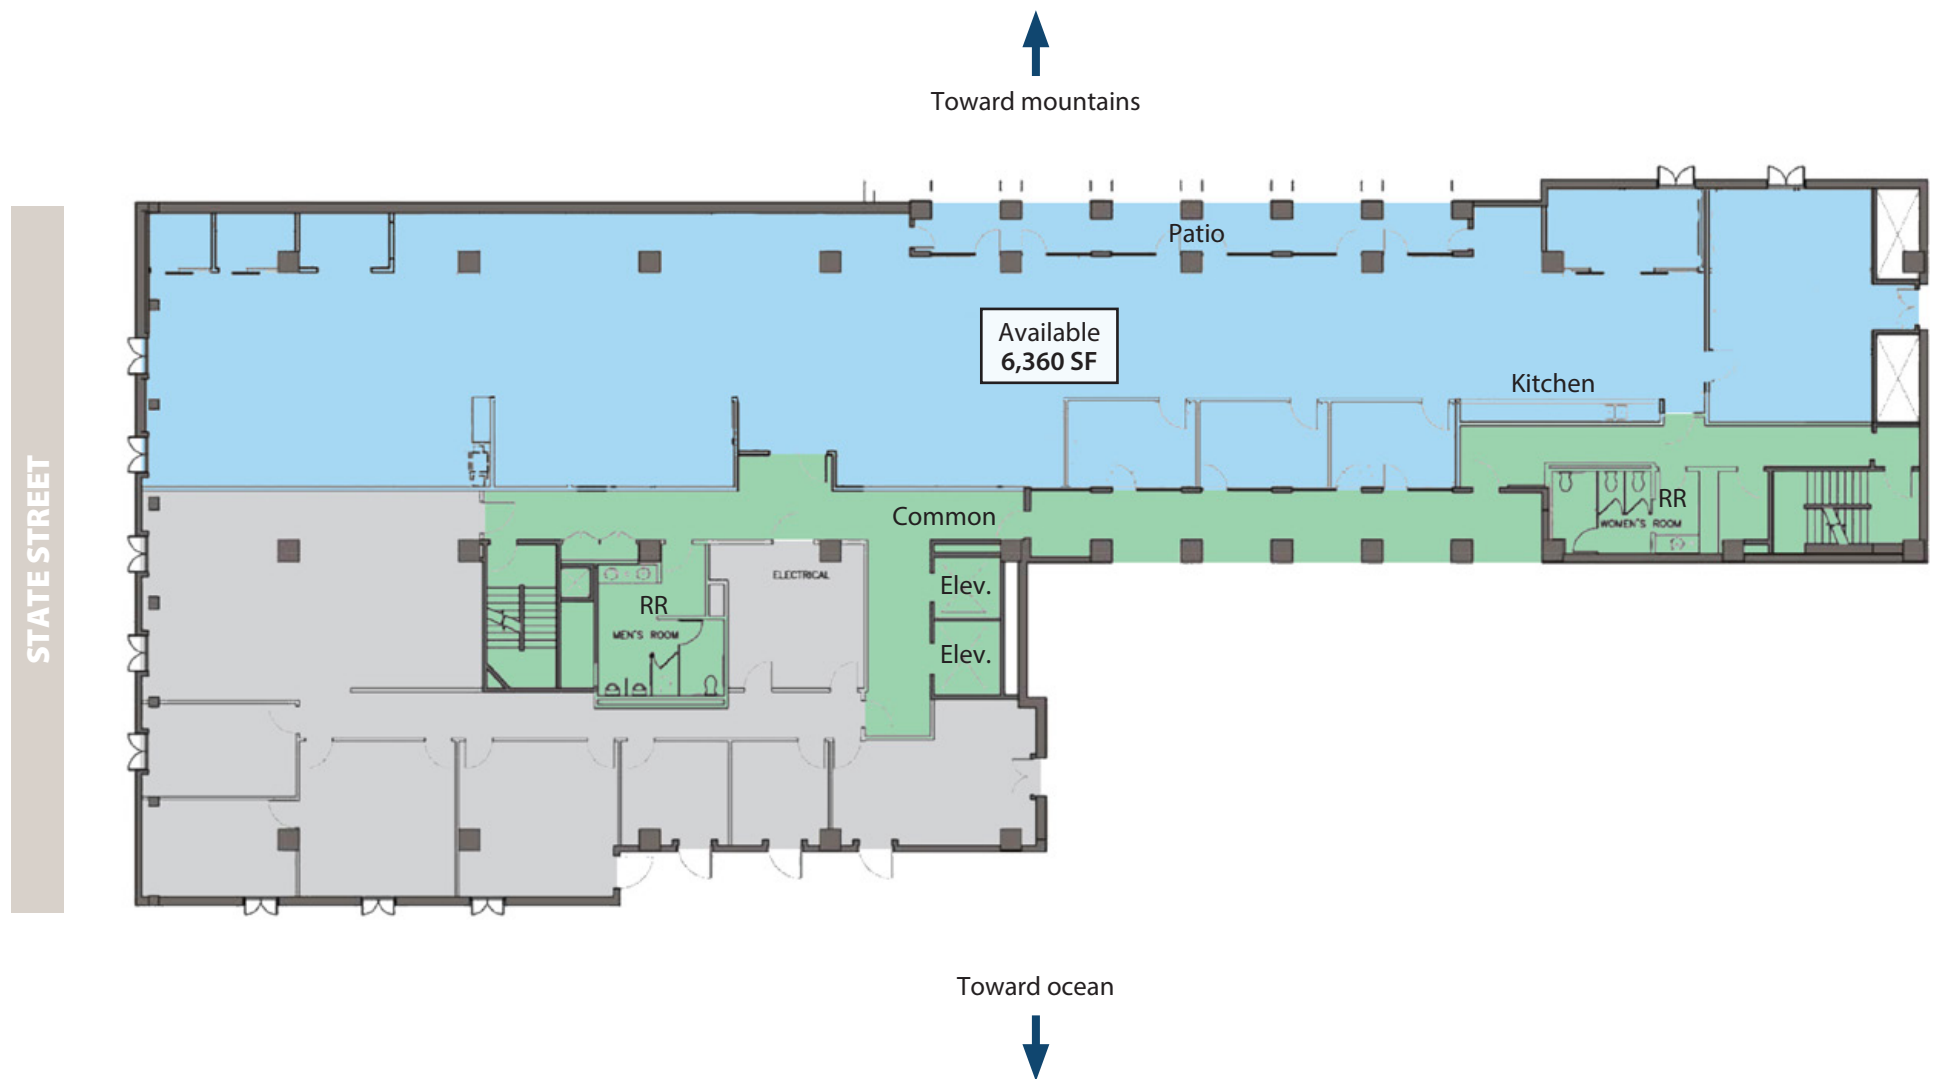 Toward mountains
Patio
Available
6,360 SF
Kitchen
STATE STREET
Common
RR
WOMEN'S ROOM
ELECTRICAL
Elev.
RR
MEN'S ROOM
Elev.
Toward ocean